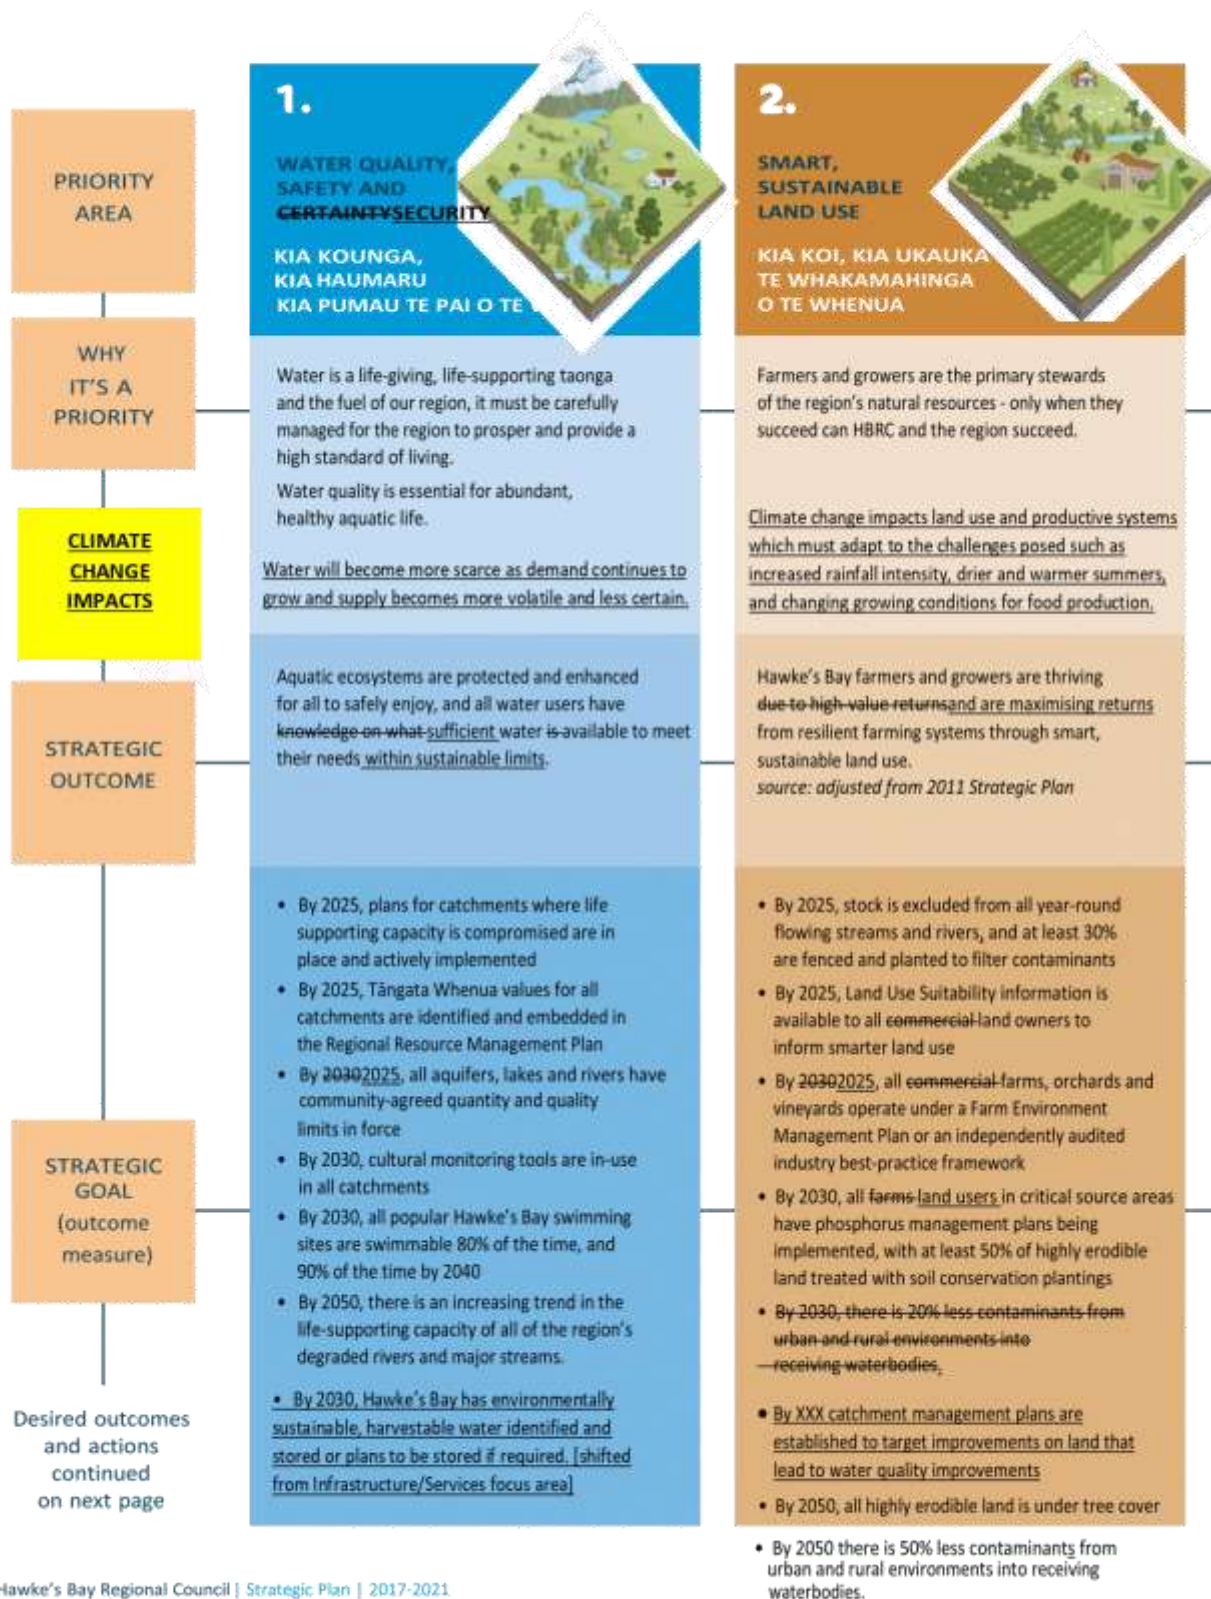 PRIORITY
AREA
WHY
IT'S A
PRIORITY
CLIMATE
CHANGE
IMPACTS
STRATEGIC
OUTCOME
STRATEGIC
GOAL
(outcome
measure)
Desired outcomes
and actions
continued
on next page
1.
WATER QUALITY,
SAFETY AND
CERTAINTYSECURITY
KIA KOUNGA,
KIA HAUMARU
KIA PUMAU TE PAI O TE
Water is a life-giving, life-supporting taonga
and the fuel of our region, it must be carefully
managed for the region to prosper and provide a
high standard of living.
Water quality is essential for abundant,
healthy aquatic life.
Water will become more scarce as demand continues to
grow and supply becomes more volatile and less certain.
Aquatic ecosystems are protected and enhanced
for all to safely enjoy, and all water users have
knowledge on what sufficient water is available to meet
their needs within sustainable limits.
• By 2025, plans for catchments where life
supporting capacity is compromised are in
place and actively implemented
• By 2025, Tāngata Whenua values for all
catchments are identified and embedded in
the Regional Resource Management Plan
• By 20302025, all aquifers, lakes and rivers have
community-agreed quantity and quality
limits in force
• By 2030, cultural monitoring tools are in-use
in all catchments
• By 2030, all popular Hawke's Bay swimming
sites are swimmable 80% of the time, and
90% of the time by 2040
• By 2050, there is an increasing trend in the
life-supporting capacity of all of the region's
degraded rivers and major streams.
• By 2030, Hawke's Bay has environmentally
sustainable, harvestable water identified and
stored or plans to be stored if required. [shifted
from Infrastructure/Services focus area]
2.
SMART,
SUSTAINABLE
LAND USE
KIA KOI, KIA UKAUKA
TE WHAKAMAHINGA
O TE WHENUA
Farmers and growers are the primary stewards
of the region's natural resources - only when they
succeed can HBRC and the region succeed.
Climate change impacts land use and productive systems
which must adapt to the challenges posed such as
increased rainfall intensity, drier and warmer summers,
and changing growing conditions for food production.
Hawke's Bay farmers and growers are thriving
due to high-value returnsand are maximising returns
from resilient farming systems through smart,
sustainable land use.
source: adjusted from 2011 Strategic Plan
• By 2025, stock is excluded from all year-round
flowing streams and rivers, and at least 30%
are fenced and planted to filter contaminants
• By 2025, Land Use Suitability information is
available to all commercial land owners to
inform smarter land use
• By 20302025, all commercial farms, orchards and
vineyards operate under a Farm Environment
Management Plan or an independently audited
industry best-practice framework
• By 2030, all farms land users in critical source areas
have phosphorus management plans being
implemented, with at least 50% of highly erodible
land treated with soil conservation plantings
• By 2030, there is 20% less contaminants from
urban and rural environments into
receiving waterbodies.
• By XXX catchment management plans are
established to target improvements on land that
lead to water quality improvements
• By 2050, all highly erodible land is under tree cover
• By 2050 there is 50% less contaminants from
urban and rural environments into receiving
waterbodies.
Hawke's Bay Regional Council | Strategic Plan | 2017-2021